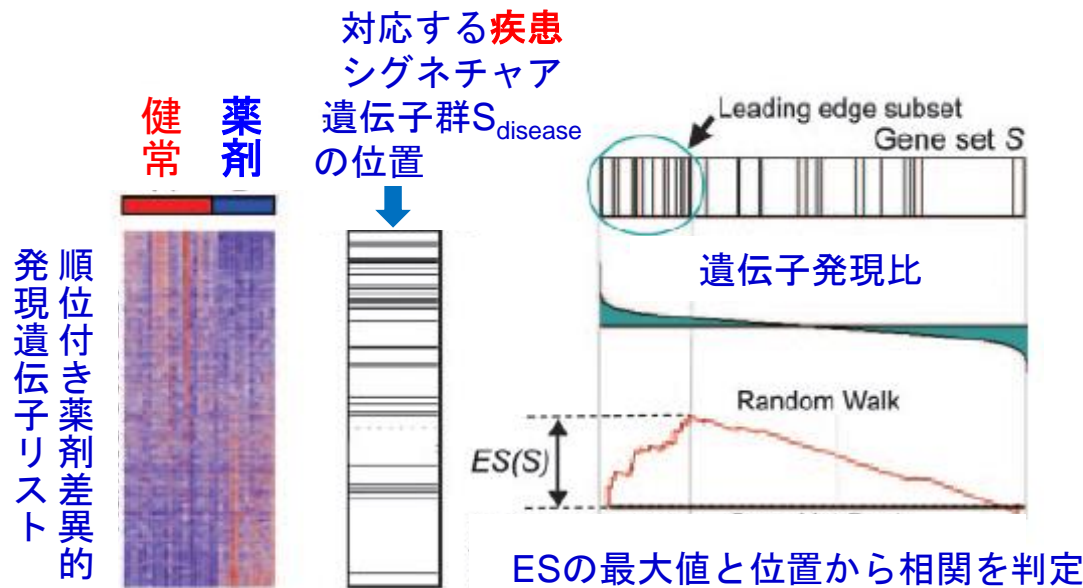 対応する疾患
シグネチャア
遺伝子群Sdisease
の位置
健常
薬剤
順位付き薬剤差異的
発現遺伝子リスト
Leading edge subset
Gene set S
遺伝子発現比
Random Walk
ES(S)
ESの最大値と位置から相関を判定